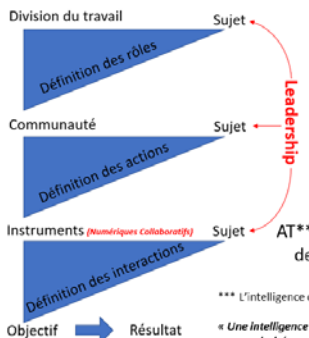 Division du travail Sujet
Définition des rôles
Leadership
Communauté Sujet
Définition des actions
Instruments (Numériques Collaboratifs) Sujet
AT**
de
Définition des interactions
*** L'intelligence
Objectif Résultat
« Une intelligence